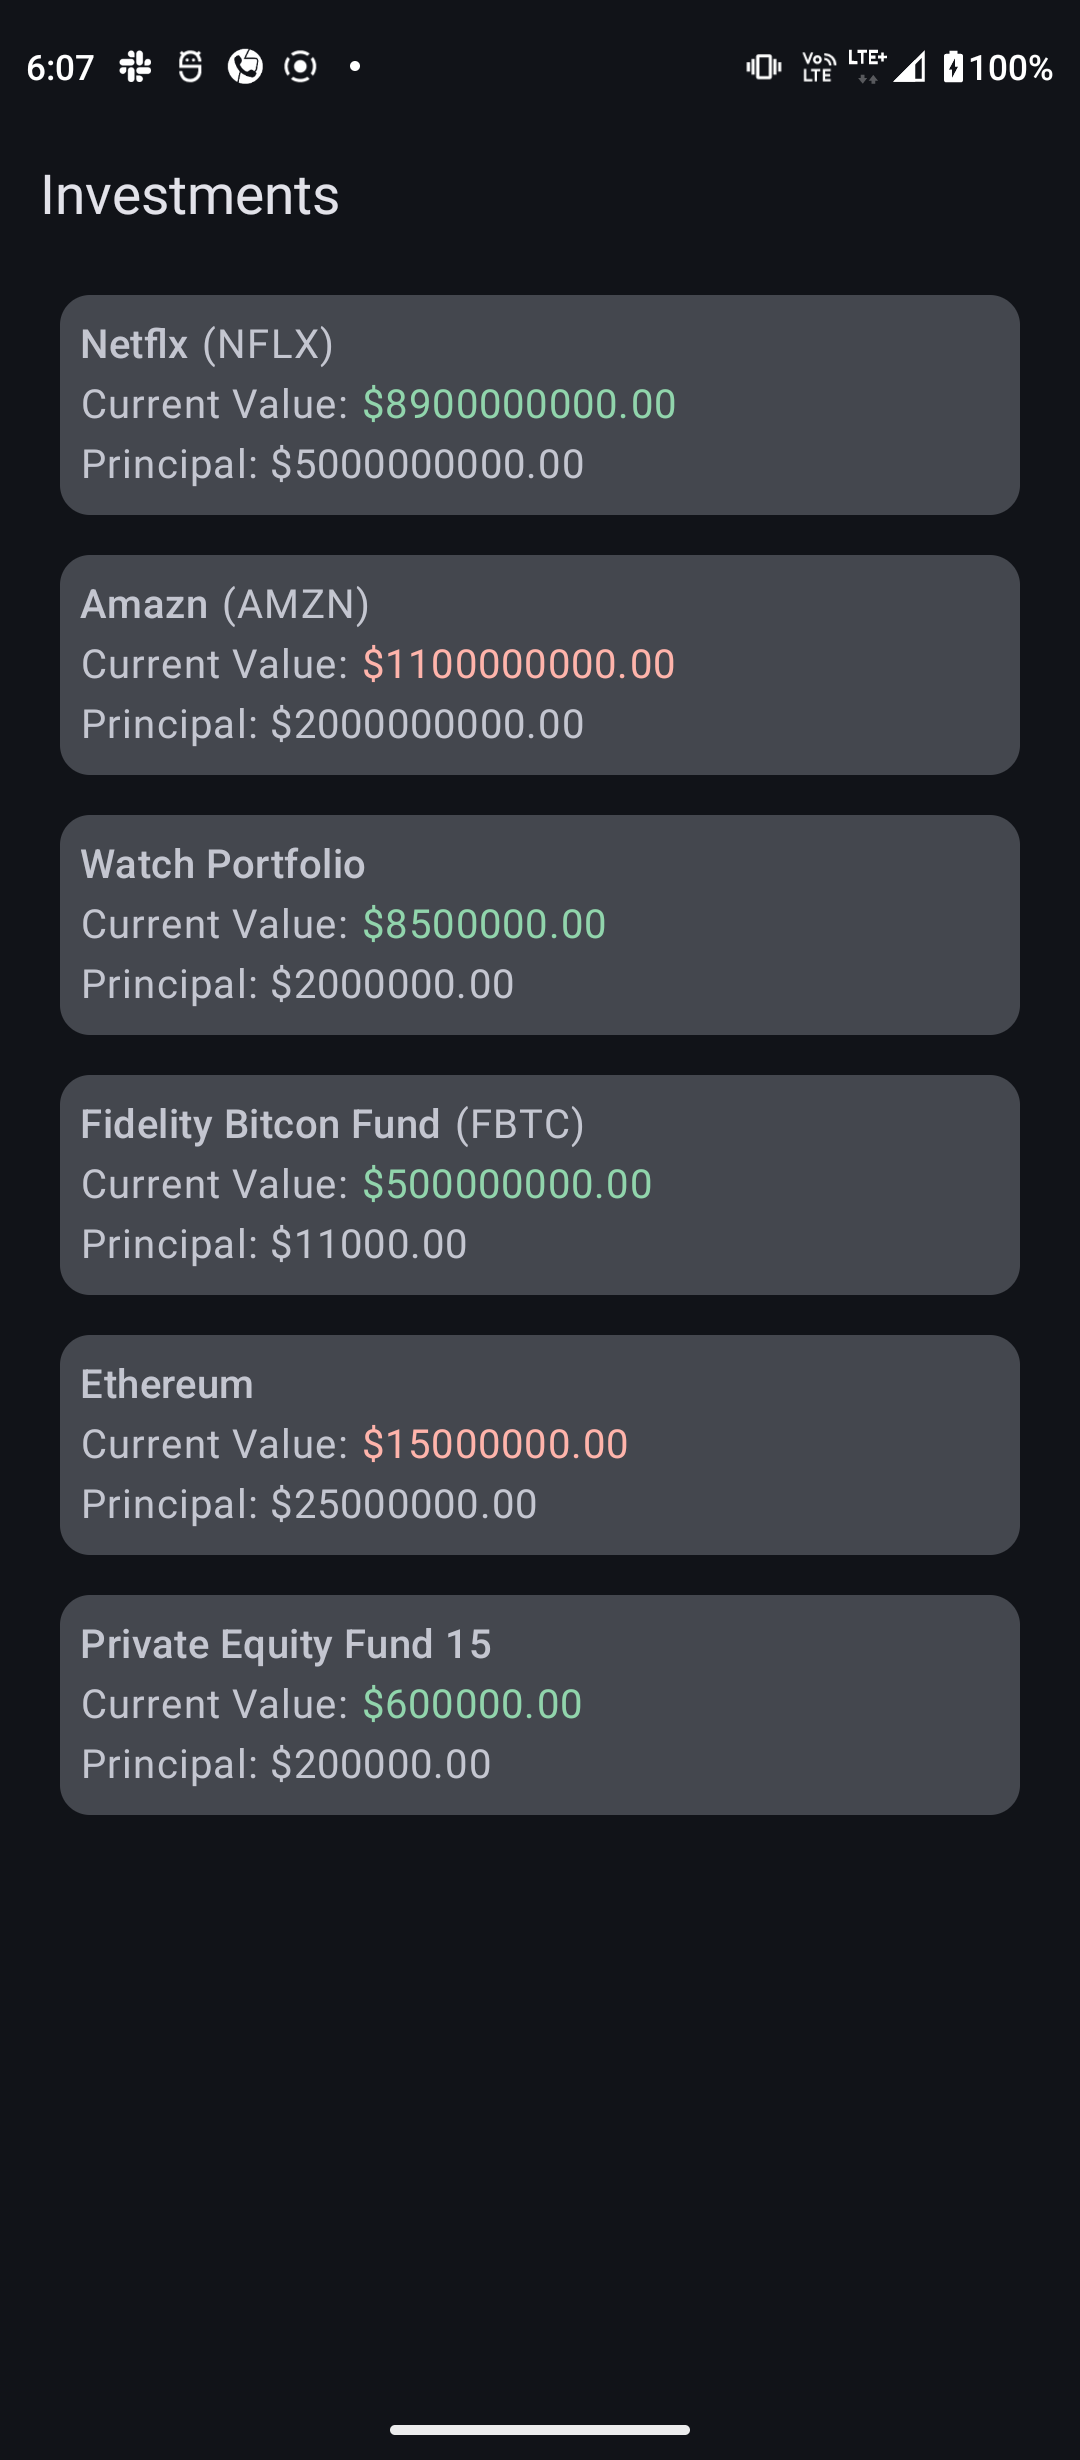 6:07
Vo LTE LTE+ 100%
Investments
Netflx (NFLX)
Current Value: $8900000000.00
Principal: $5000000000.00
Amazn (AMZN)
Current Value: $1100000000.00
Principal: $2000000000.00
Watch Portfolio
Current Value: $8500000.00
Principal: $2000000.00
Fidelity Bitcon Fund (FBTC)
Current Value: $500000000.00
Principal: $11000.00
Ethereum
Current Value: $15000000.00
Principal: $25000000.00
Private Equity Fund 15
Current Value: $600000.00
Principal: $200000.00